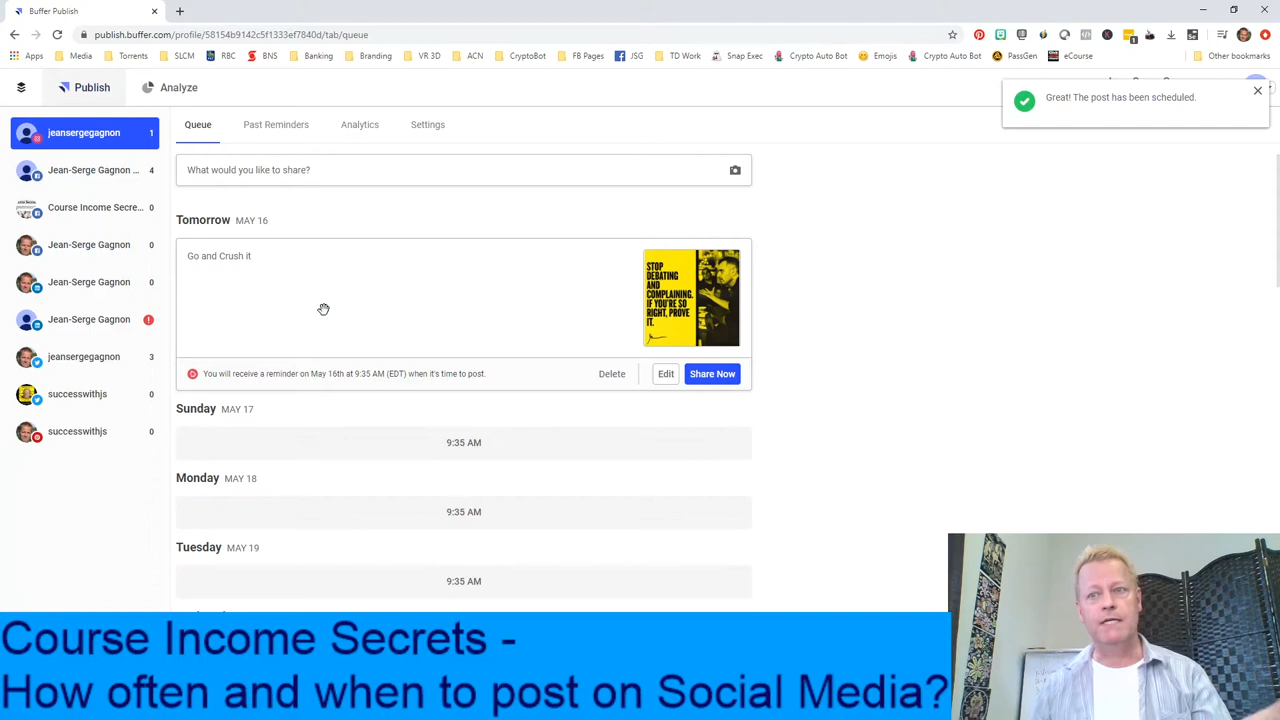 Buffer Publish
publish.buffer.com/profile/58154b9142c5f1333ef7840d/tab/queue
Apps Media Torrents SLCM RBC BNS Banking Branding VR 3D ACN CryptoBot FB Pages JSG TD Work Snap Exec Crypto Auto Bot Emojis Crypto Auto Bot PassGen eCourse Other bookmarks
Publish Analyze
Great! The post has been scheduled.
jeansergegagnon 1
Jean-Serge Gagnon ... 4
Course Income Secre... 0
Jean-Serge Gagnon 0
Jean-Serge Gagnon 0
Jean-Serge Gagnon
jeansergegagnon 3
successwithjs 0
successwithjs 0
Queue Past Reminders Analytics Settings
What would you like to share?
Tomorrow MAY 16
Go and Crush it
STOP
DEBATING
AND
COMPLAINING.
IF YOU'RE SO
RIGHT, PROVE
IT.
You will receive a reminder on May 16th at 9:35 AM (EDT) when it's time to post.
Delete Edit Share Now
Sunday MAY 17
9:35 AM
Monday MAY 18
9:35 AM
Tuesday MAY 19
9:35 AM
Course Income Secrets -
How often and when to post on Social Media?